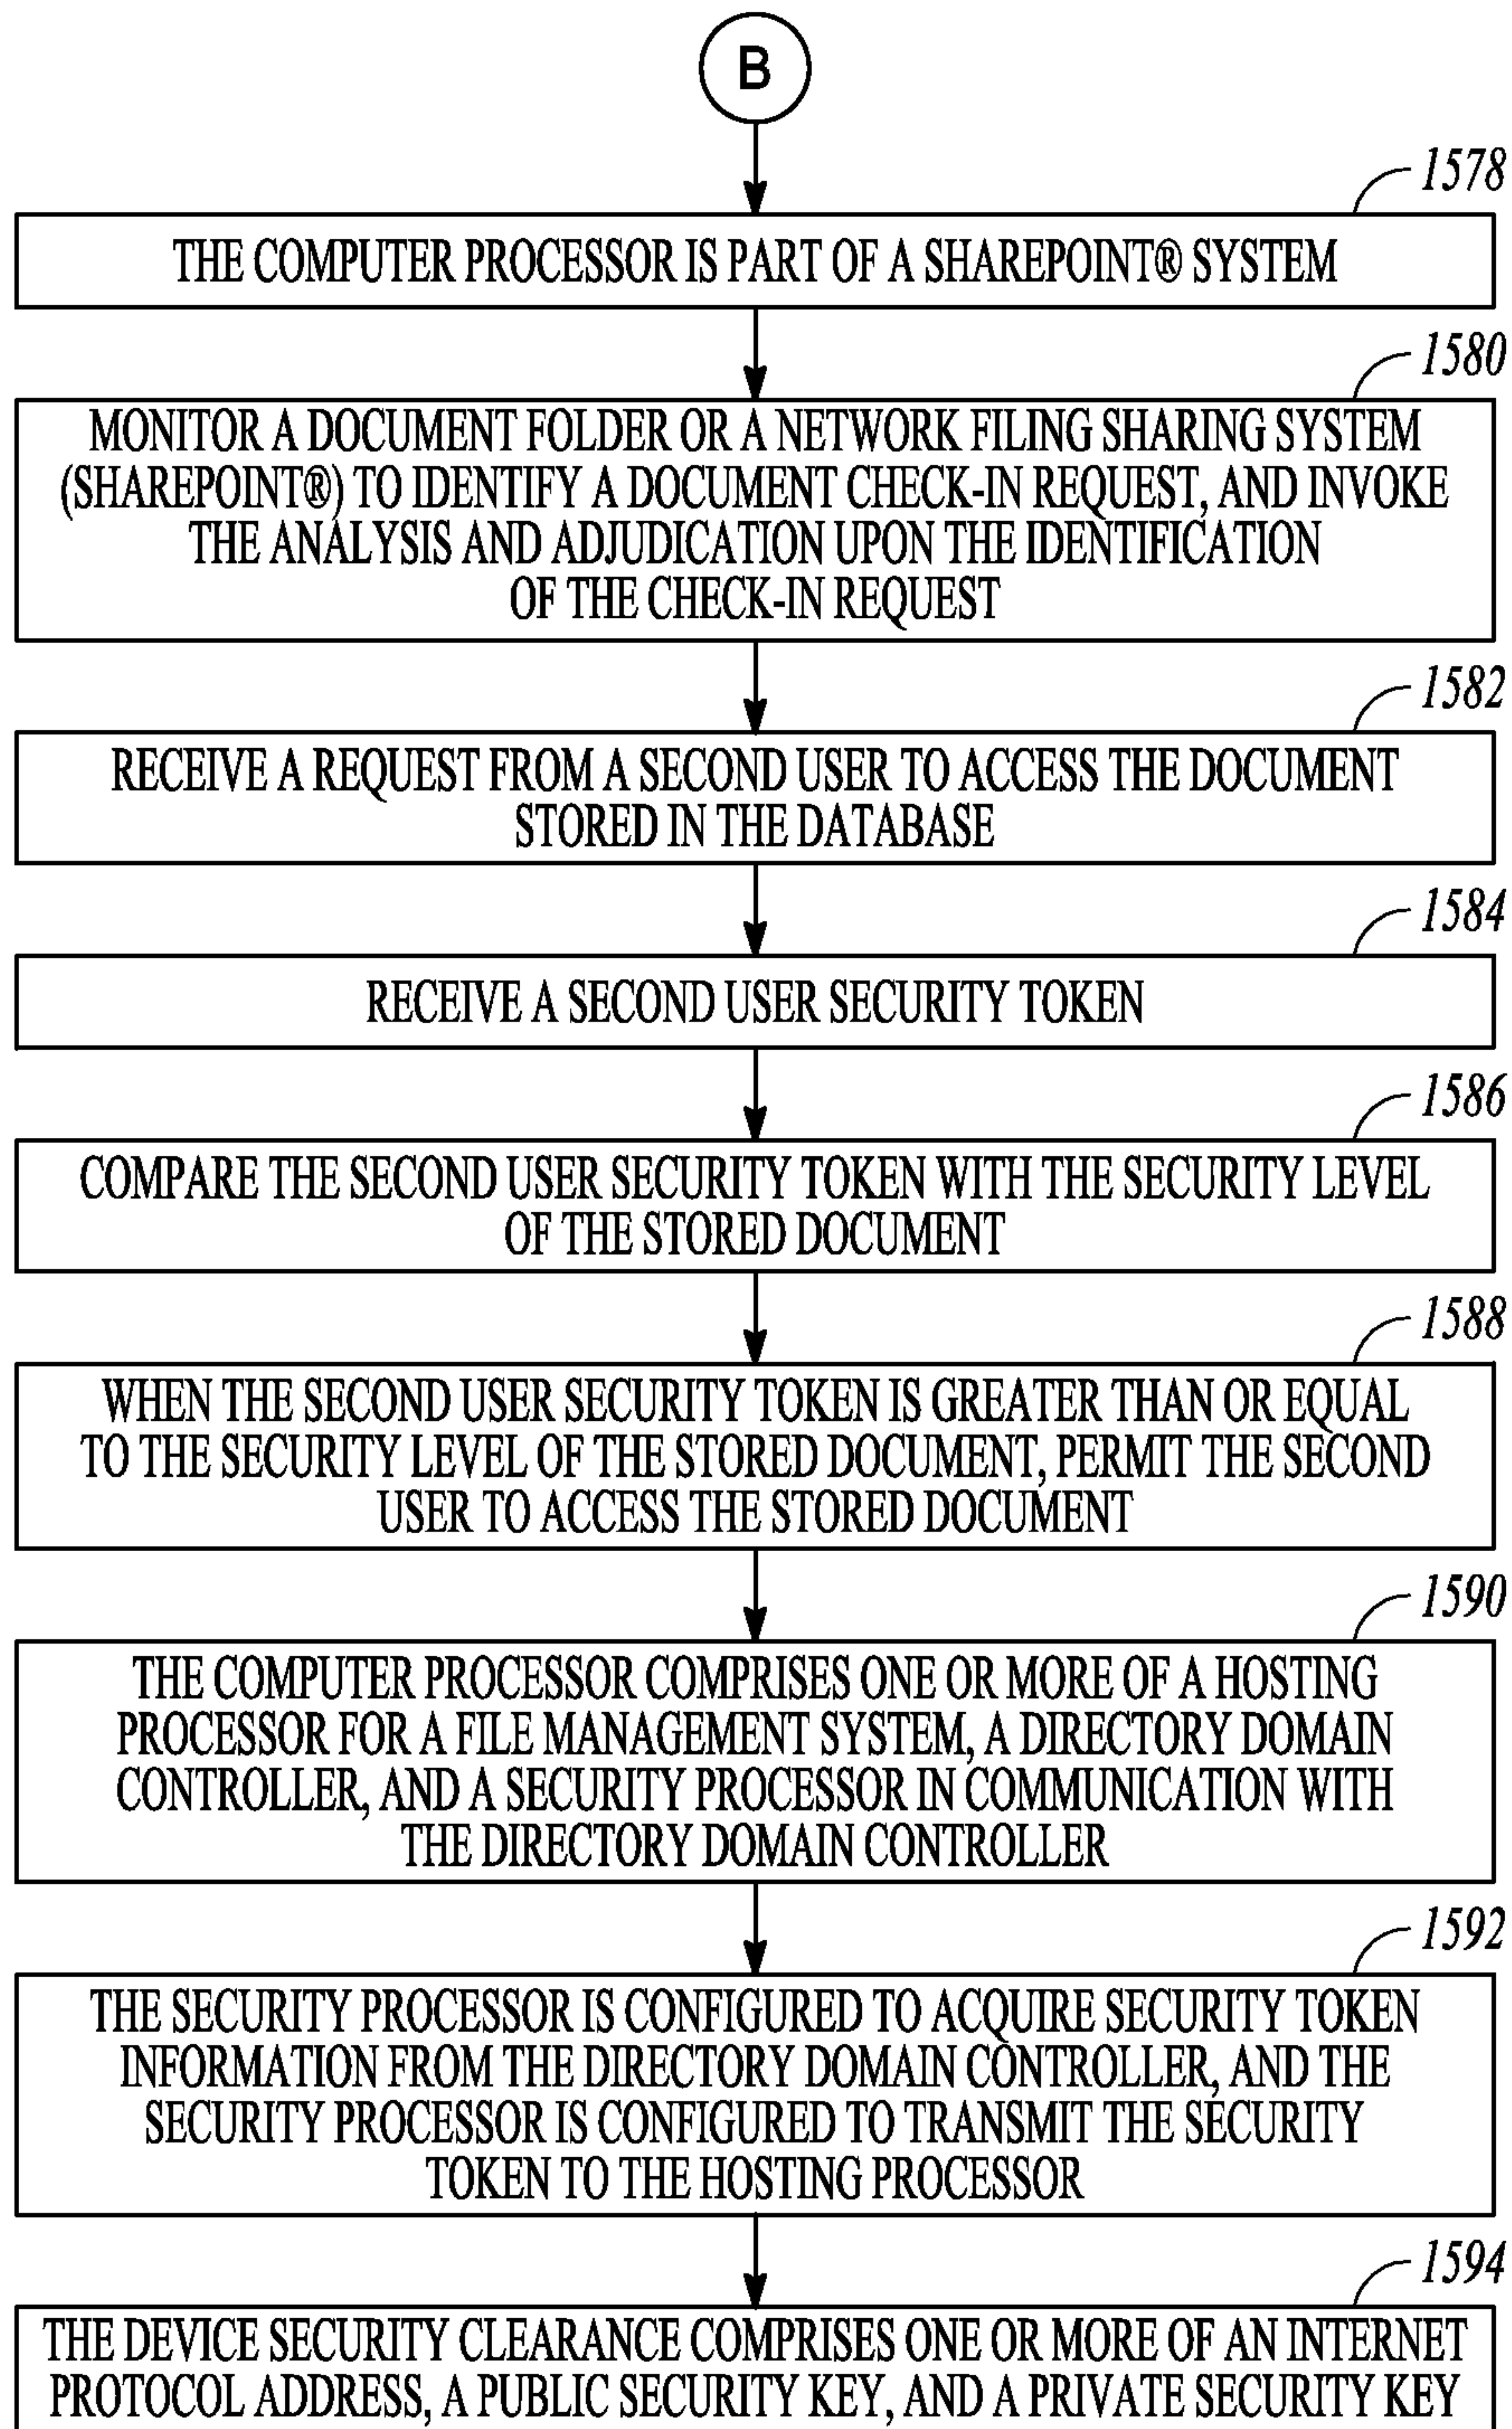 B
1578
THE COMPUTER PROCESSOR IS PART OF A SHAREPOINT® SYSTEM
1580
MONITOR A DOCUMENT FOLDER OR A NETWORK FILING SHARING SYSTEM
(SHAREPOINT®) TO IDENTIFY A DOCUMENT CHECK-IN REQUEST, AND INVOKE
THE ANALYSIS AND ADJUDICATION UPON THE IDENTIFICATION
OF THE CHECK-IN REQUEST
1582
RECEIVE A REQUEST FROM A SECOND USER TO ACCESS THE DOCUMENT
STORED IN THE DATABASE
1584
RECEIVE A SECOND USER SECURITY TOKEN
1586
COMPARE THE SECOND USER SECURITY TOKEN WITH THE SECURITY LEVEL
OF THE STORED DOCUMENT
1588
WHEN THE SECOND USER SECURITY TOKEN IS GREATER THAN OR EQUAL
TO THE SECURITY LEVEL OF THE STORED DOCUMENT, PERMIT THE SECOND
USER TO ACCESS THE STORED DOCUMENT
1590
THE COMPUTER PROCESSOR COMPRISES ONE OR MORE OF A HOSTING
PROCESSOR FOR A FILE MANAGEMENT SYSTEM, A DIRECTORY DOMAIN
CONTROLLER, AND A SECURITY PROCESSOR IN COMMUNICATION WITH
THE DIRECTORY DOMAIN CONTROLLER
1592
THE SECURITY PROCESSOR IS CONFIGURED TO ACQUIRE SECURITY TOKEN
INFORMATION FROM THE DIRECTORY DOMAIN CONTROLLER, AND THE
SECURITY PROCESSOR IS CONFIGURED TO TRANSMIT THE SECURITY
TOKEN TO THE HOSTING PROCESSOR
1594
THE DEVICE SECURITY CLEARANCE COMPRISES ONE OR MORE OF AN INTERNET
PROTOCOL ADDRESS, A PUBLIC SECURITY KEY, AND A PRIVATE SECURITY KEY